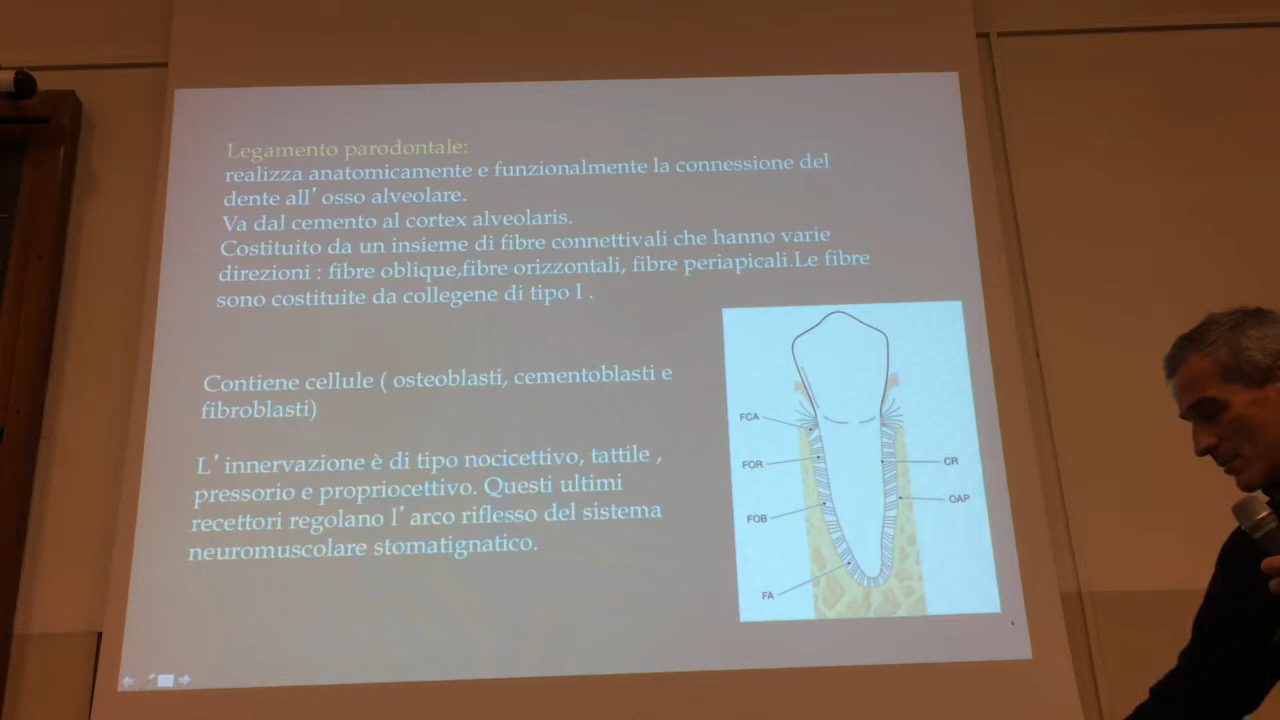 Legamento parodontale:
realizza anatomicamente e funzionalmente la connessione del
dente all’ osso alveolare.
Va dal cemento al cortex alveolaris.
Costituito da un insieme di fibre connettivali che hanno varie
direzioni : fibre oblique,fibre orizzontali, fibre periapicali.Le fibre
sono costituite da collegene di tipo I .
Contiene cellule ( osteoblasti, cementoblasti e
fibroblasti)
L’ innervazione è di tipo nocicettivo, tattile ,
pressorio e propriocettivo. Questi ultimi
recettori regolano l’ arco riflesso del sistema
neuromuscolare stomatignatico.
FCA
FOR
CR
OAP
FOB
FA